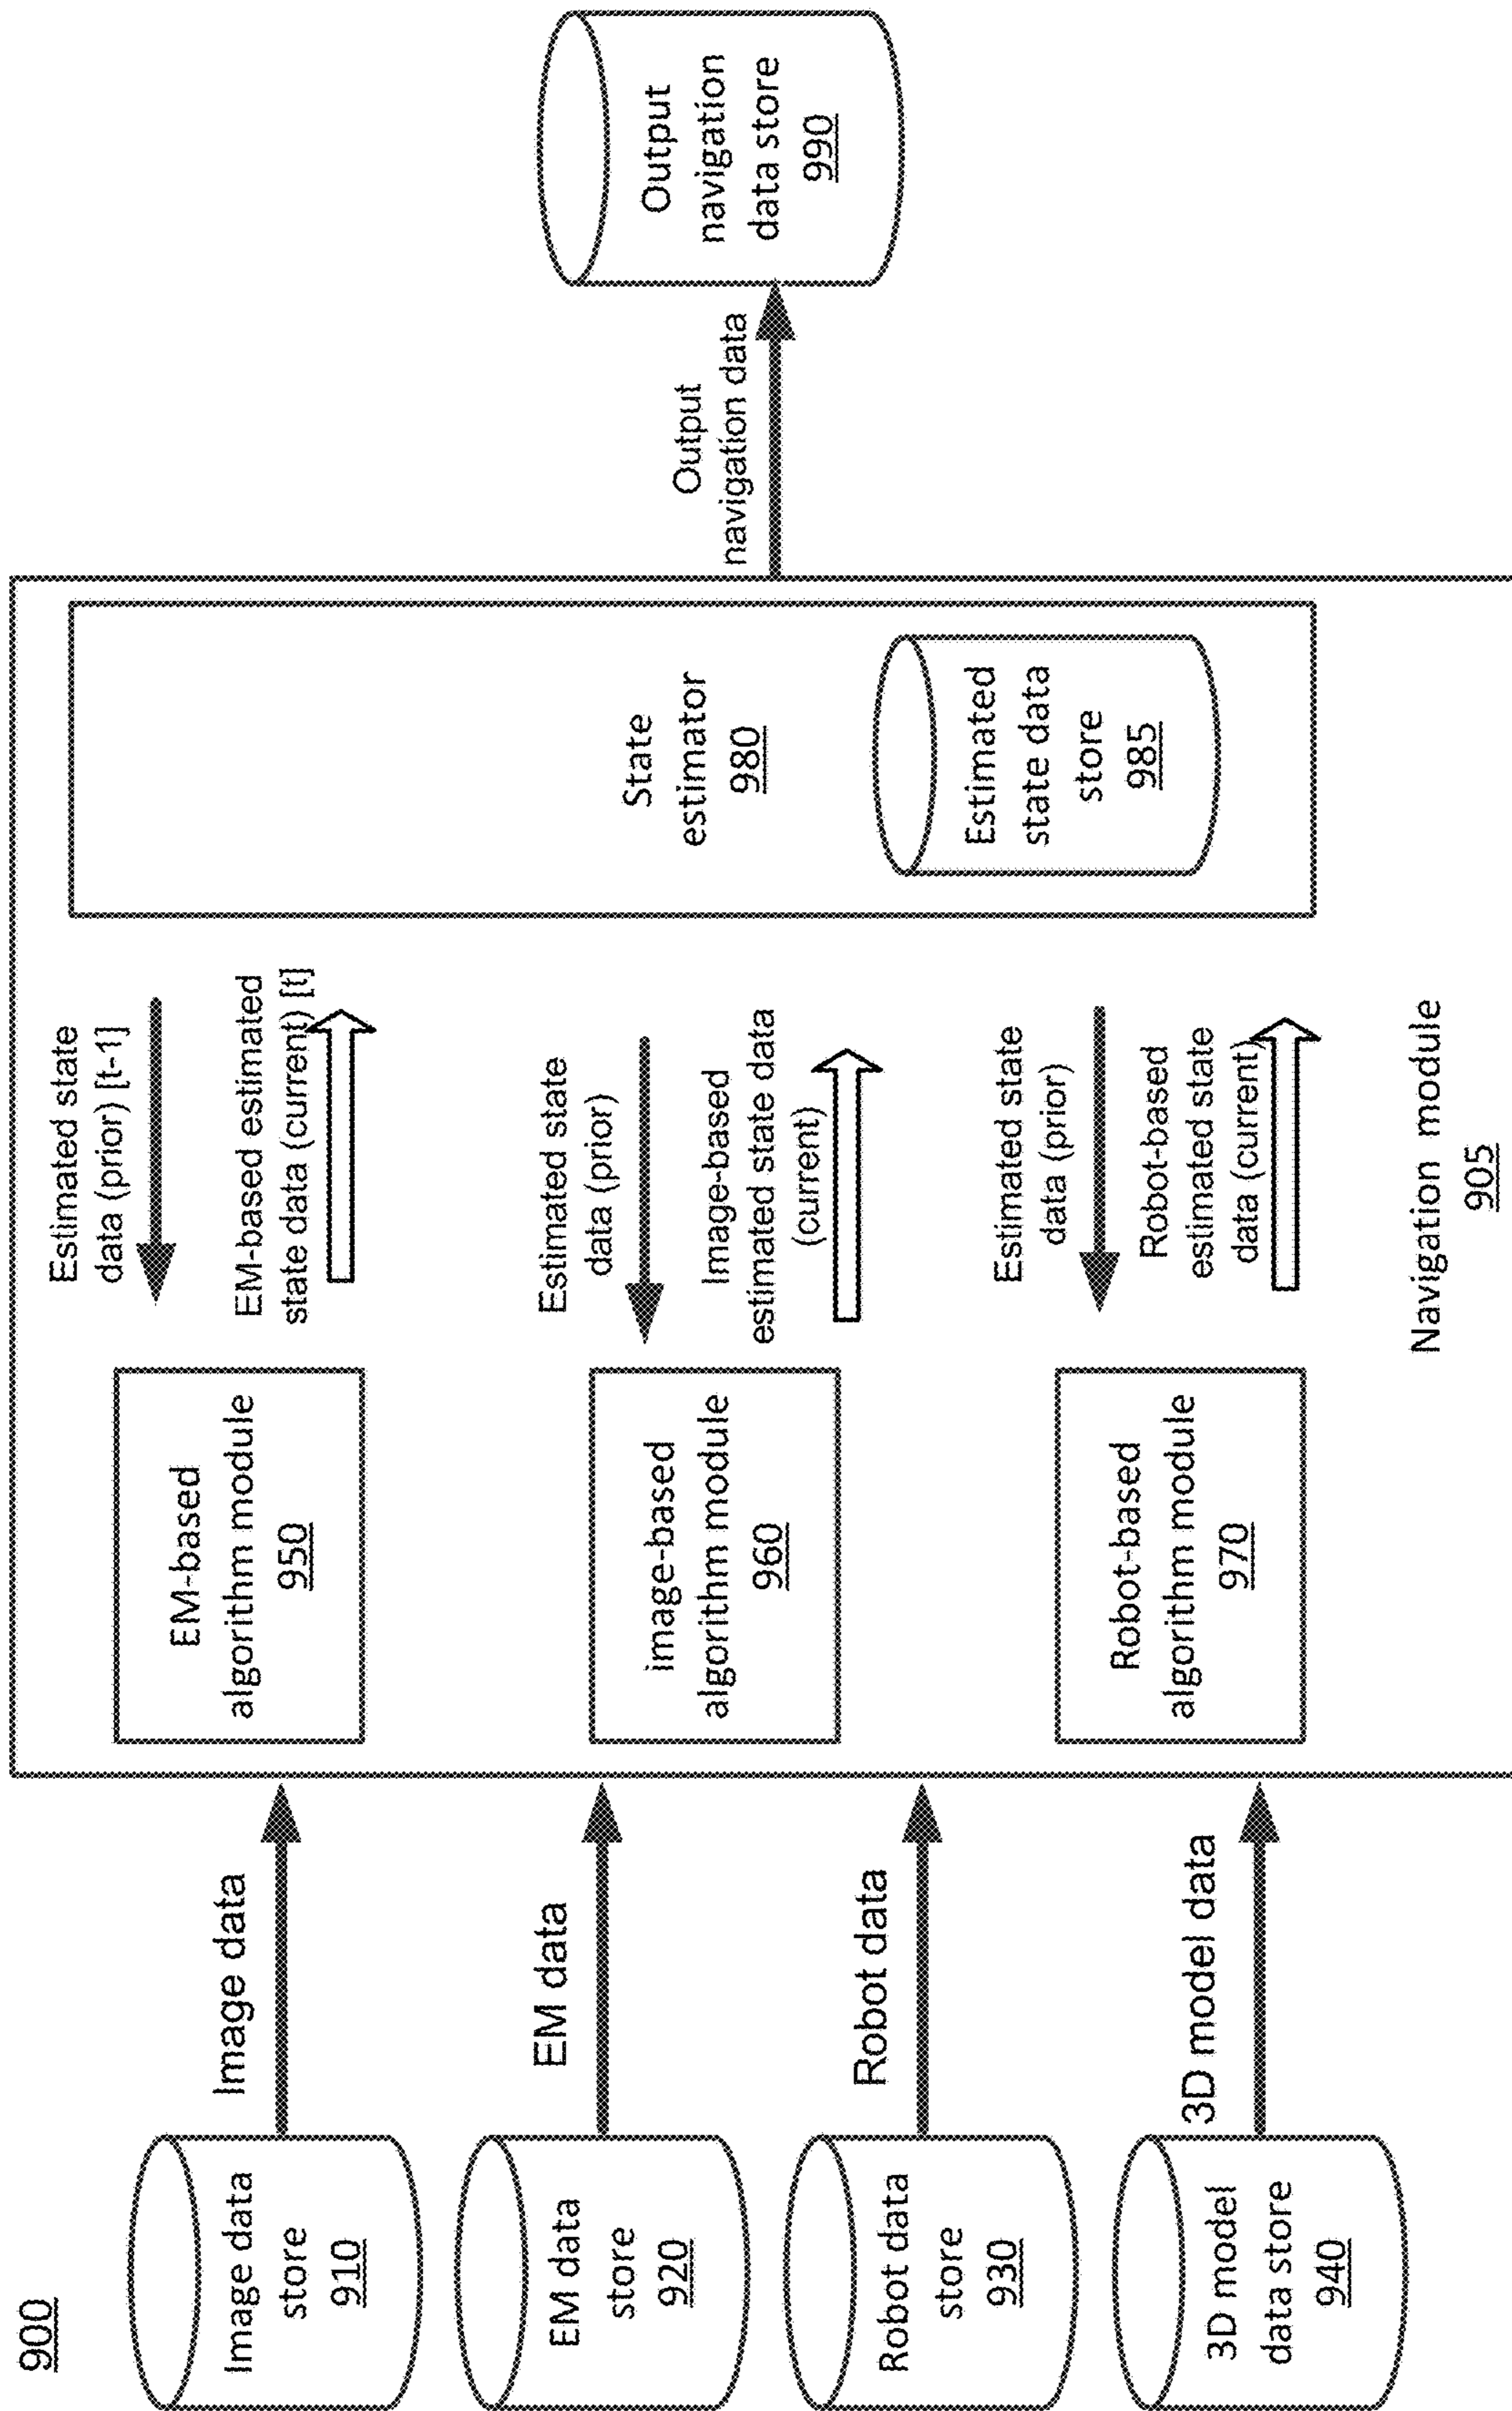 900
Image data
store
910
EM data
store
920
Robot data
store
930
3D model
data store
940
Image data
EM data
Robot data
3D model data
EM-based
algorithm module
950
image-based
algorithm module
960
Robot-based
algorithm module
970
Estimated state
data (prior) [t-1]
EM-based estimated
state data (current) [t]
Estimated state
data (prior)
Image-based
estimated state data
(current)
Estimated state
data (prior)
Robot-based
estimated state
data (current)
Navigation module
905
State
estimator
980
Estimated
state data
store
985
Output
navigation data
Output
navigation
data store
990